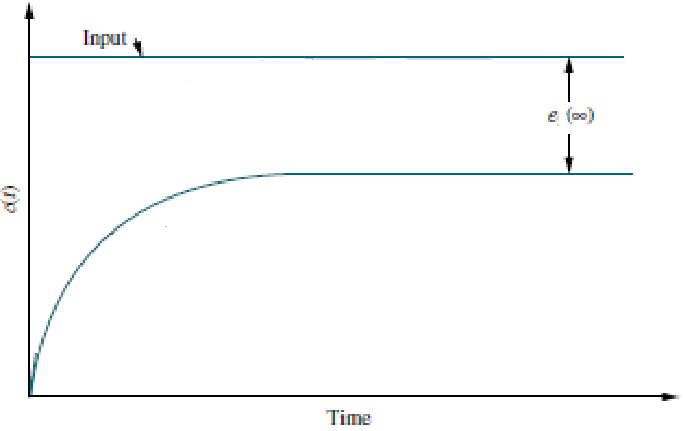 Input
e (∞)
c(t)
Time